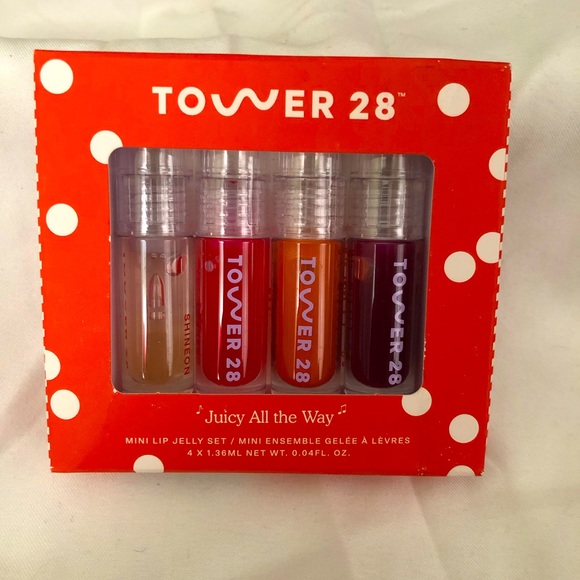 TOWER 28™
SHINEON
TOWER 28
TOWER 28
TOWER 28
♪Juicy All the Way♫
MINI LIP JELLY SET / MINI ENSEMBLE GELÉE À LÈVRES
4 X 1.36ML NET WT. 0.04FL. OZ.